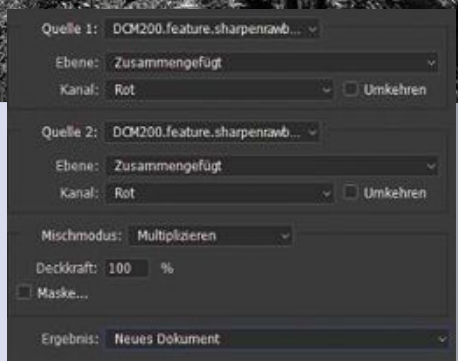 Quelle 1: DCM200.feature.sharpenrawb...
Ebene: Zusammengefügt
Kanal: Rot Umkehren
Quelle 2: DCM200.feature.sharpenrawb...
Ebene: Zusammengefügt
Kanal: Rot Umkehren
Mischmodus: Multiplizieren
Deckkraft: 100 %
Maske...
Ergebnis: Neues Dokument